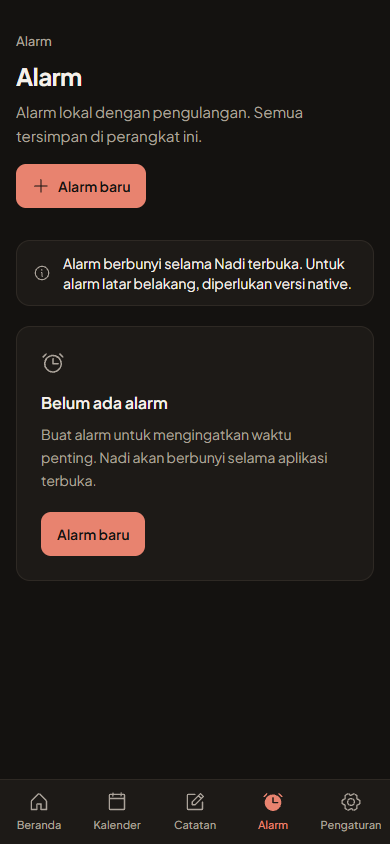 Alarm
Alarm
Alarm lokal dengan pengulangan. Semua
tersimpan di perangkat ini.
Alarm baru
Alarm berbunyi selama Nadi terbuka. Untuk
alarm latar belakang, diperlukan versi native.
Belum ada alarm
Buat alarm untuk mengingatkan waktu
penting. Nadi akan berbunyi selama aplikasi
terbuka.
Alarm baru
Beranda
Kalender
Catatan
Alarm
Pengaturan